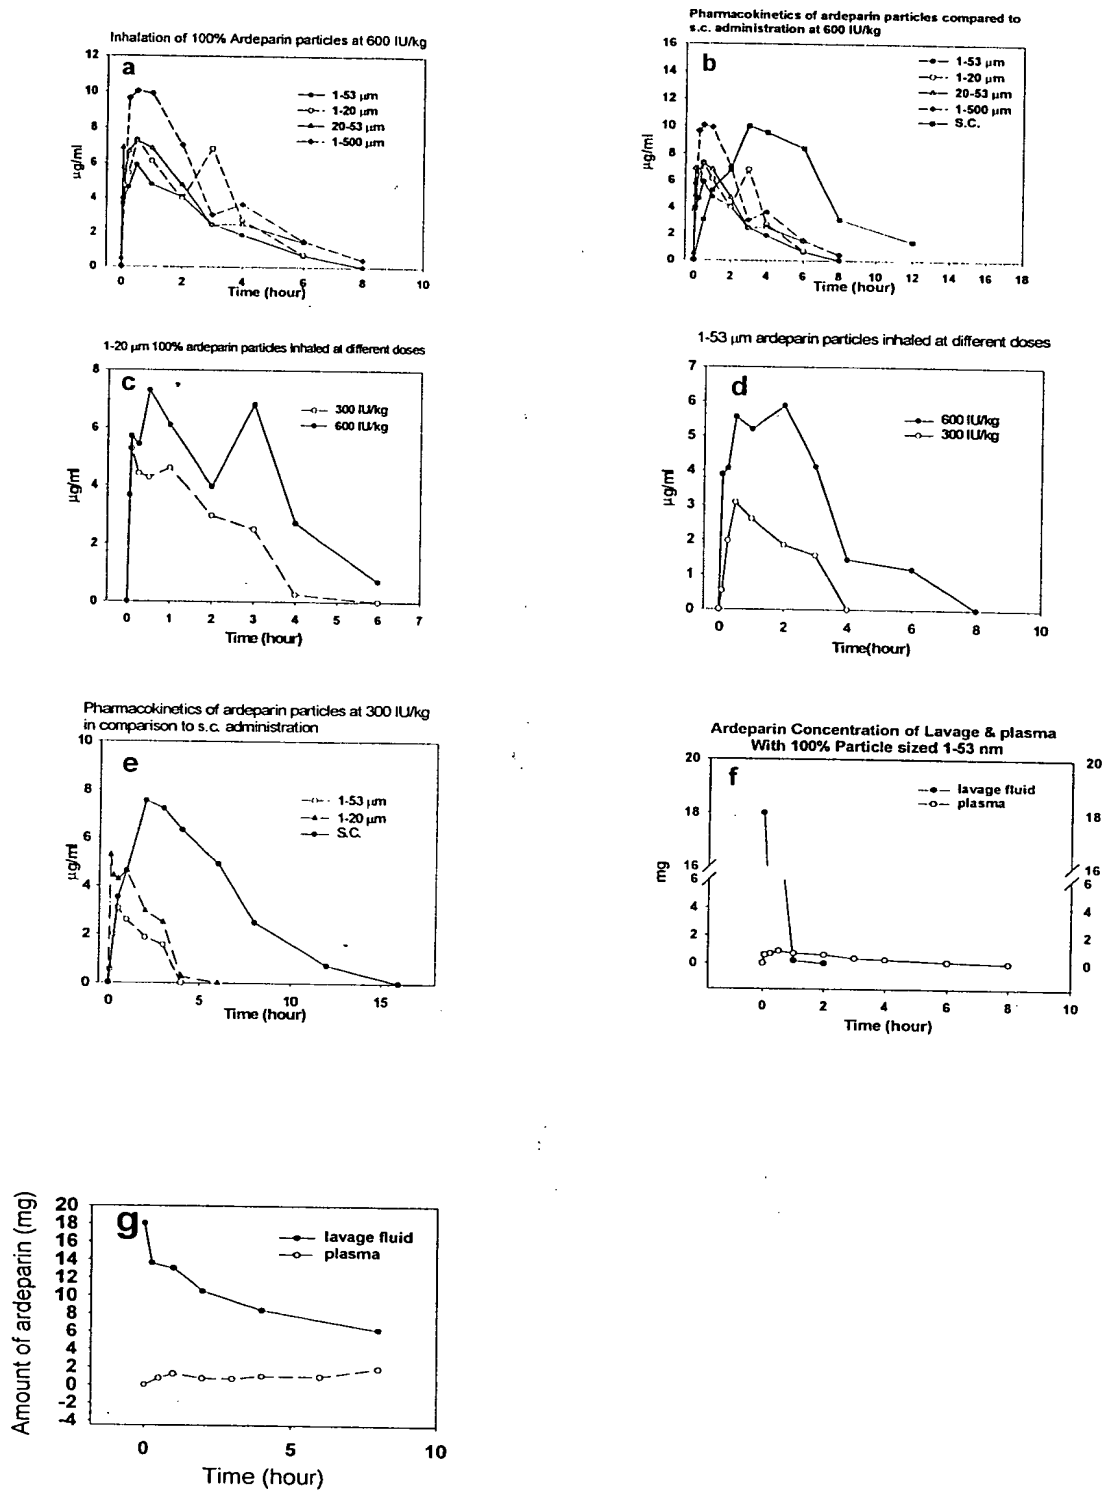 Inhalation of 100% Ardeparin particles at 600 IU/kg
12
10
8
6
4
2
0
µg/ml
a
1-53 µm
1-20 µm
20-53 µm
1-500 µm
0 2 4 6 8 10
Time (hour)
Pharmacokinetics of ardeparin particles compared to
s.c. administration at 600 IU/kg
16
14
12
10
8
6
4
2
0
µg/ml
b
1-53 µm
1-20 µm
20-53 µm
1-500 µm
S.C.
0 2 4 6 8 10 12 14 16 18
Time (hour)
1-20 µm 100% ardeparin particles inhaled at different doses
8
6
4
2
0
µg/ml
c
300 IU/kg
600 IU/kg
0 1 2 3 4 5 6 7
Time (hour)
1-53 µm ardeparin particles inhaled at different doses
7
6
5
4
3
2
1
0
µg/ml
d
600 IU/kg
300 IU/kg
0 2 4 6 8 10
Time(hour)
Pharmacokinetics of ardeparin particles at 300 IU/kg
in comparison to s.c. administration
10
8
6
4
2
0
µg/ml
e
1-53 µm
1-20 µm
S.C.
0 5 10 15
Time (hour)
Ardeparin Concentration of Lavage & plasma
With 100% Particle sized 1-53 nm
20
18
16
6
4
2
0
mg
f
lavage fluid
plasma
20
18
16
6
4
2
0
0 2 4 6 8 10
Time (hour)
Amount of ardeparin (mg)
20
18
16
14
12
10
8
6
4
2
0
-2
-4
g
lavage fluid
plasma
0 5 10
Time (hour)